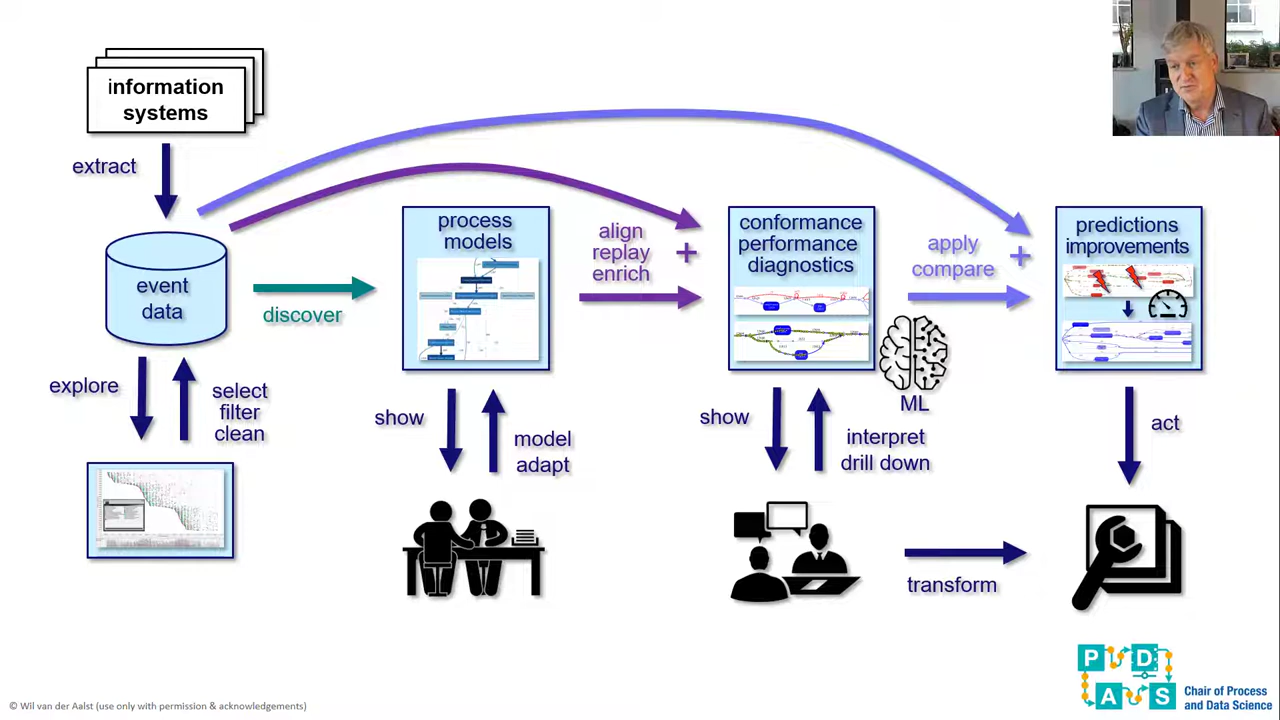 information
systems
extract
event
data
explore
select
filter
clean
discover
process
models
show
model
adapt
align
replay
enrich
+
conformance
performance
diagnostics
show
interpret
drill down
ML
apply
compare
+
predictions
improvements
act
transform
P D
A S
Chair of Process
and Data Science
© Wil van der Aalst (use only with permission & acknowledgements)